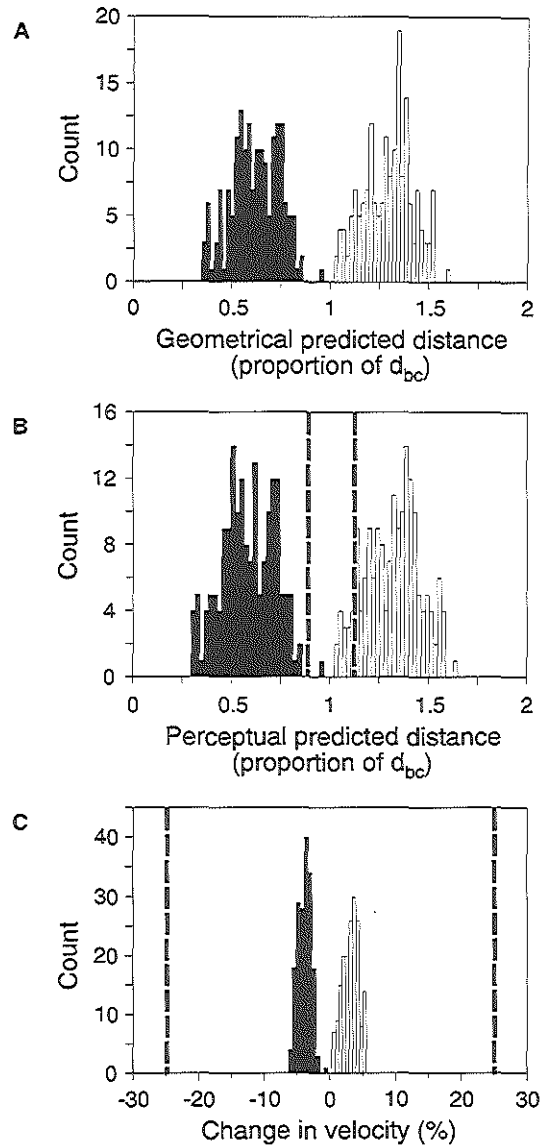 A
20
15
10
5
0
Count
0 0.5 1 1.5 2
Geometrical predicted distance
(proportion of d_bc)
B
16
12
8
4
0
Count
0 0.5 1 1.5 2
Perceptual predicted distance
(proportion of d_bc)
C
40
30
20
10
0
Count
-30 -20 -10 0 10 20 30
Change in velocity (%)